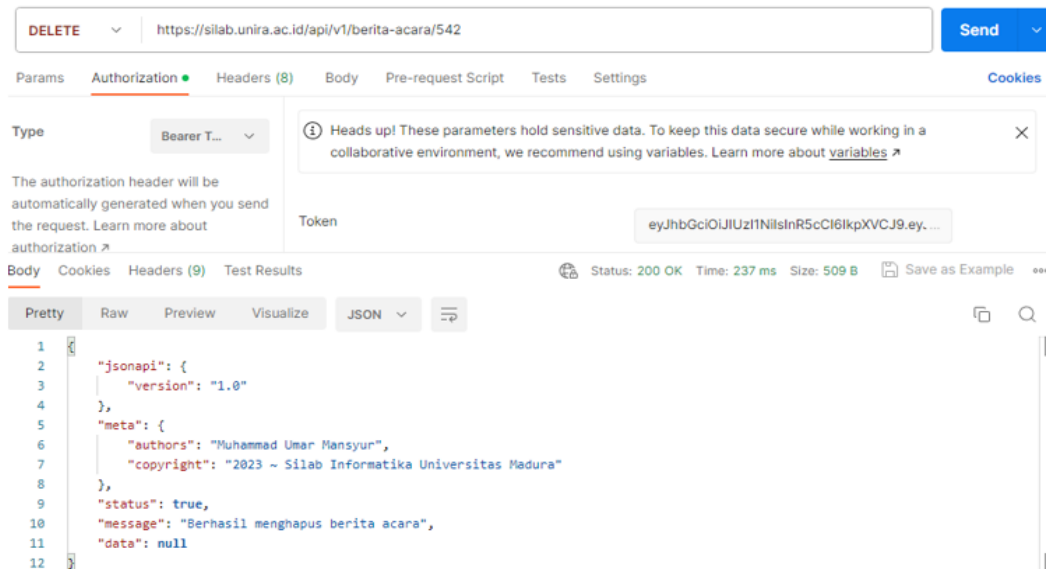 DELETE https://silab.unira.ac.id/api/v1/berita-acara/542 Send
Params Authorization Headers (8) Body Pre-request Script Tests Settings Cookies
Type Bearer T...
The authorization header will be
automatically generated when you send
the request. Learn more about
authorization ↗
Heads up! These parameters hold sensitive data. To keep this data secure while working in a
collaborative environment, we recommend using variables. Learn more about variables ↗
Token eyJhbGciOiJIUzI1NiIsInR5cCI6IkpXVCJ9.ey. ...
Body Cookies Headers (9) Test Results Status: 200 OK Time: 237 ms Size: 509 B Save as Example
Pretty Raw Preview Visualize JSON
1 {
2 "jsonapi": {
3 "version": "1.0"
4 },
5 "meta": {
6 "authors": "Muhammad Umar Mansyur",
7 "copyright": "2023 ~ Silab Informatika Universitas Madura"
8 },
9 "status": true,
10 "message": "Berhasil menghapus berita acara",
11 "data": null
12 }